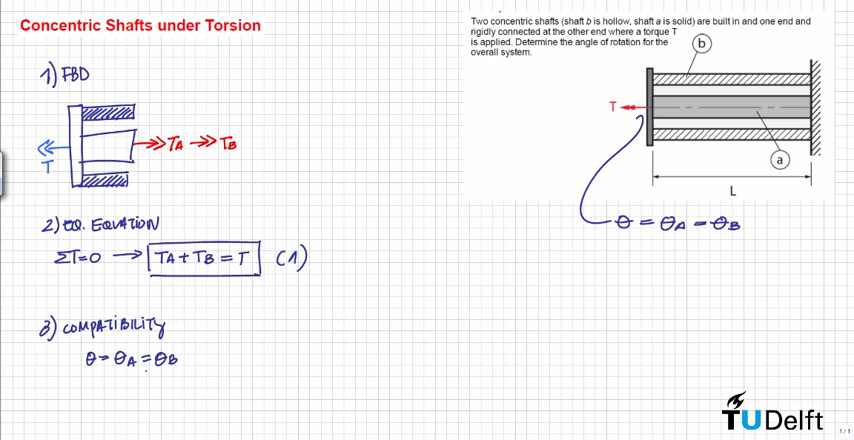 Concentric Shafts under Torsion
1) FBD
T
TA
TB
2) EQ. EQUATION
ΣT=0 → TA + TB = T (1)
3) COMPATIBILITY
θ = θA = θB
Two concentric shafts (shaft b is hollow, shaft a is solid) are built in and one end and
rigidly connected at the other end where a torque T
is applied. Determine the angle of rotation for the
overall system.
b
T
a
L
θ = θA = θB
TU Delft
1 / 1